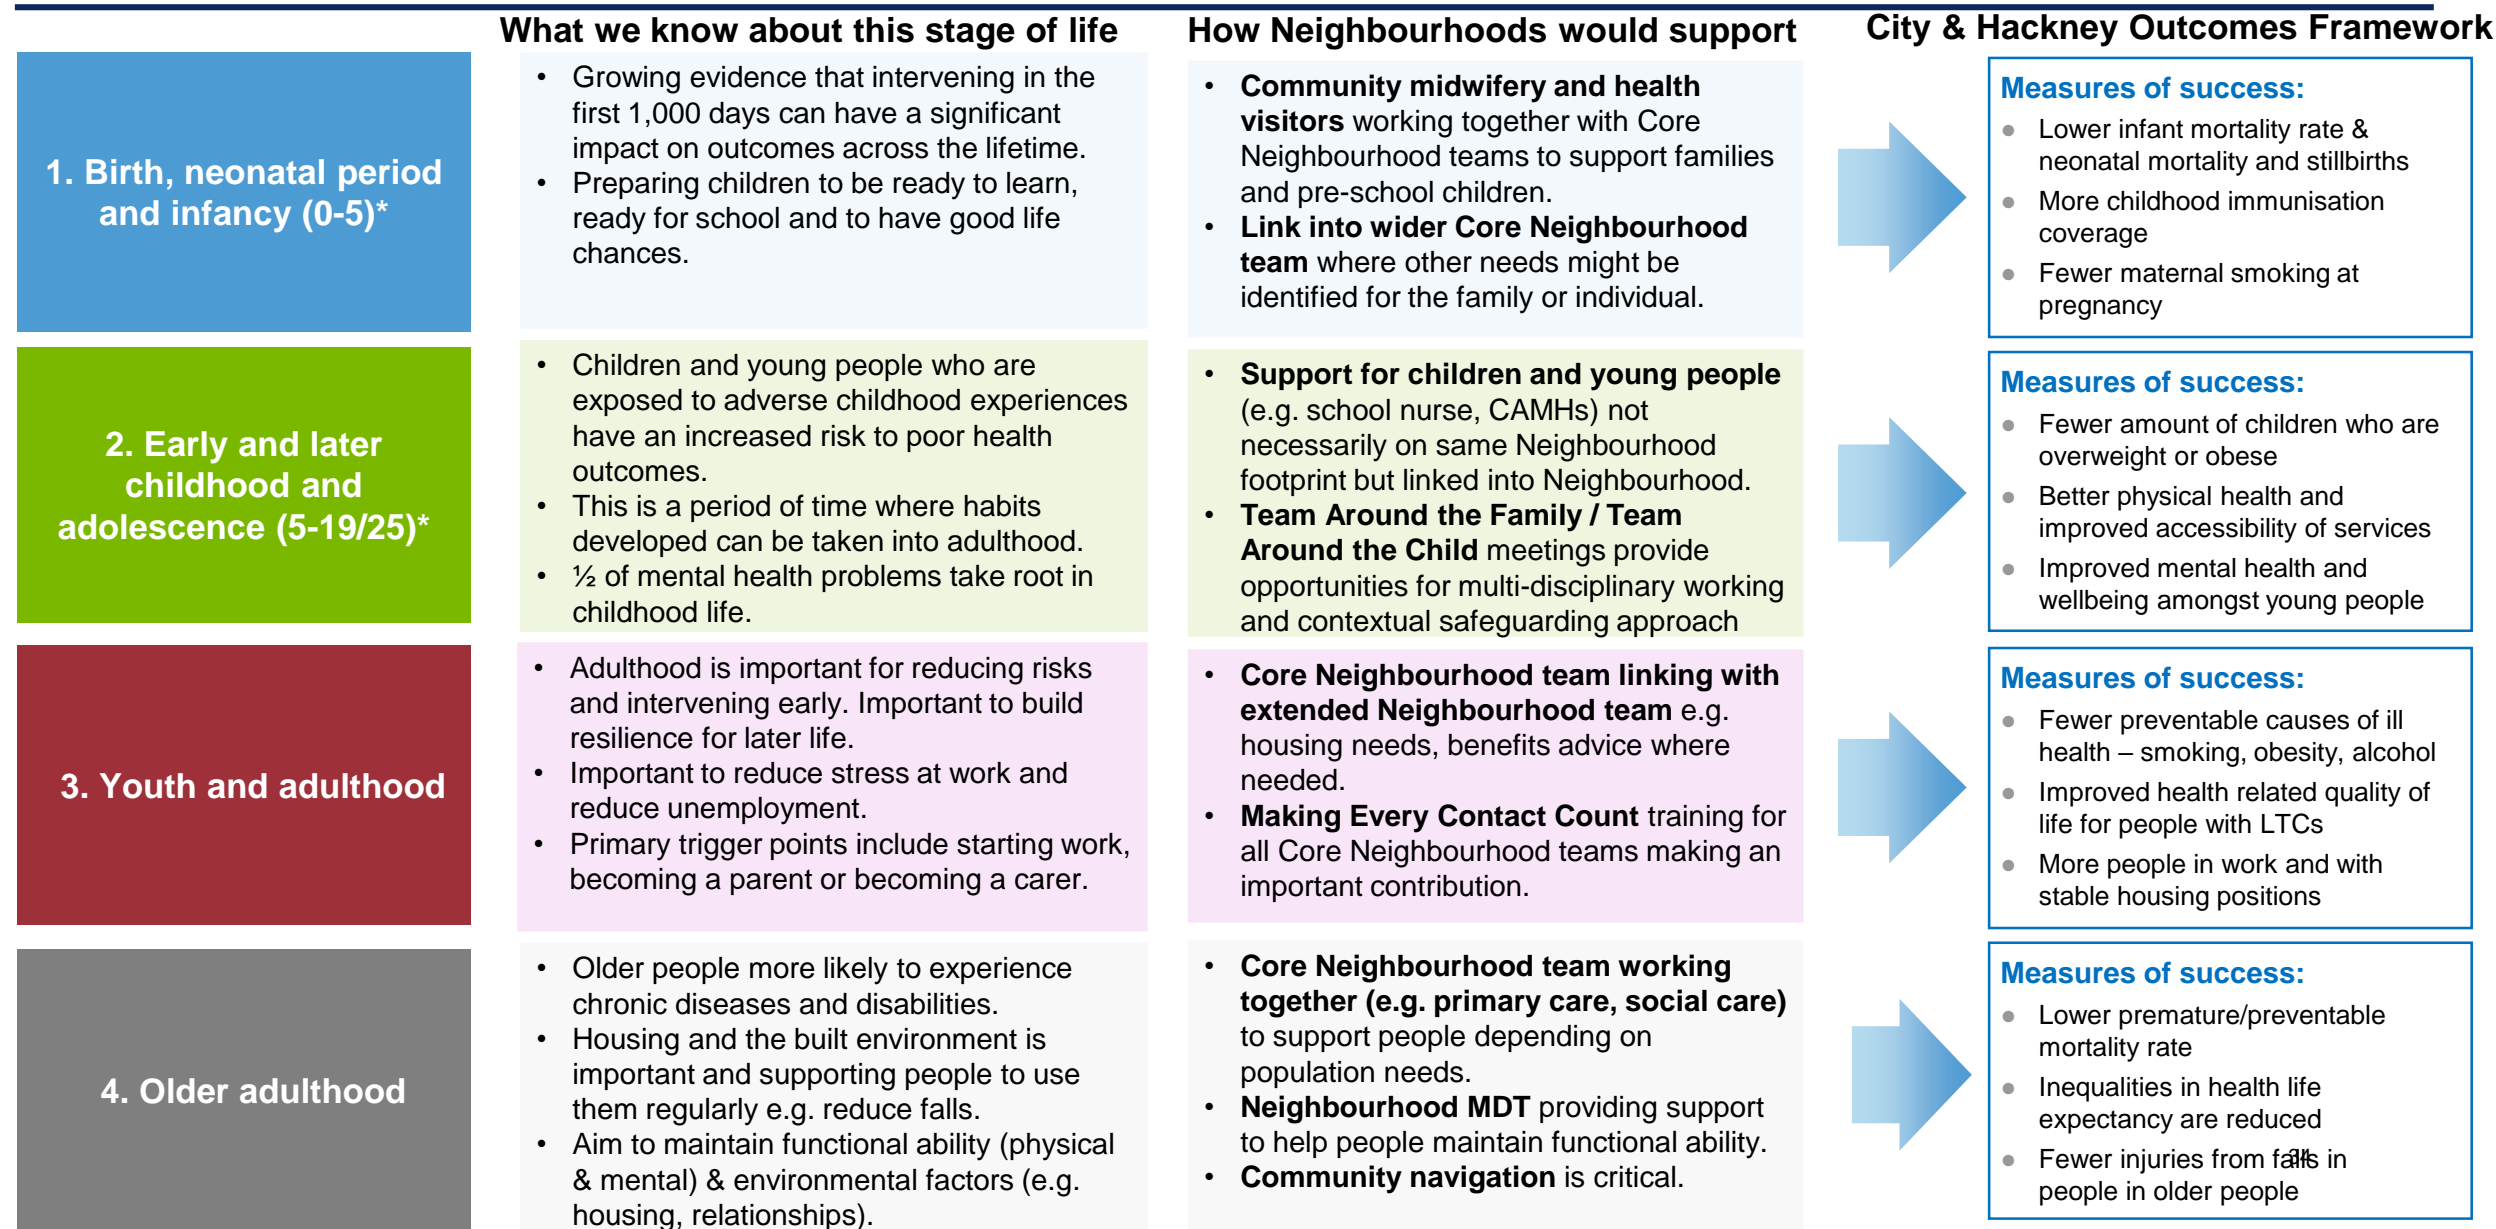 What we know about this stage of life
How Neighbourhoods would support
City & Hackney Outcomes Framework
1. Birth, neonatal period
and infancy (0-5)*
• Growing evidence that intervening in the
first 1,000 days can have a significant
impact on outcomes across the lifetime.
• Preparing children to be ready to learn,
ready for school and to have good life
chances.
• Community midwifery and health
visitors working together with Core
Neighbourhood teams to support families
and pre-school children.
• Link into wider Core Neighbourhood
team where other needs might be
identified for the family or individual.
Measures of success:
● Lower infant mortality rate &
neonatal mortality and stillbirths
● More childhood immunisation
coverage
● Fewer maternal smoking at
pregnancy
2. Early and later
childhood and
adolescence (5-19/25)*
• Children and young people who are
exposed to adverse childhood experiences
have an increased risk to poor health
outcomes.
• This is a period of time where habits
developed can be taken into adulthood.
• ½ of mental health problems take root in
childhood life.
• Support for children and young people
(e.g. school nurse, CAMHs) not
necessarily on same Neighbourhood
footprint but linked into Neighbourhood.
• Team Around the Family / Team
Around the Child meetings provide
opportunities for multi-disciplinary working
and contextual safeguarding approach
Measures of success:
● Fewer amount of children who are
overweight or obese
● Better physical health and
improved accessibility of services
● Improved mental health and
wellbeing amongst young people
3. Youth and adulthood
• Adulthood is important for reducing risks
and intervening early. Important to build
resilience for later life.
• Important to reduce stress at work and
reduce unemployment.
• Primary trigger points include starting work,
becoming a parent or becoming a carer.
• Core Neighbourhood team linking with
extended Neighbourhood team e.g.
housing needs, benefits advice where
needed.
• Making Every Contact Count training for
all Core Neighbourhood teams making an
important contribution.
Measures of success:
● Fewer preventable causes of ill
health – smoking, obesity, alcohol
● Improved health related quality of
life for people with LTCs
● More people in work and with
stable housing positions
4. Older adulthood
• Older people more likely to experience
chronic diseases and disabilities.
• Housing and the built environment is
important and supporting people to use
them regularly e.g. reduce falls.
• Aim to maintain functional ability (physical
& mental) & environmental factors (e.g.
housing, relationships).
• Core Neighbourhood team working
together (e.g. primary care, social care)
to support people depending on
population needs.
• Neighbourhood MDT providing support
to help people maintain functional ability.
• Community navigation is critical.
Measures of success:
● Lower premature/preventable
mortality rate
● Inequalities in health life
expectancy are reduced
● Fewer injuries from falls in
people in older people
34